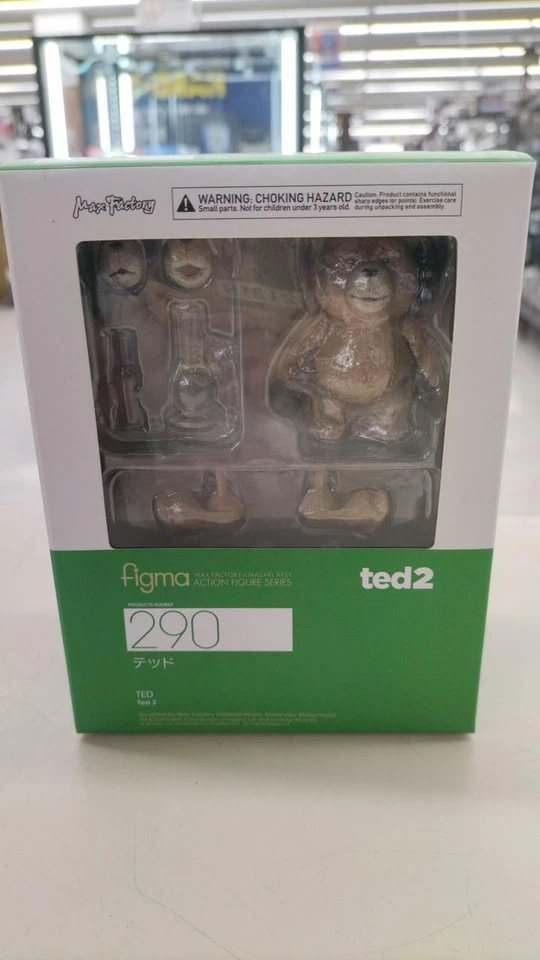 Max Factory
WARNING: CHOKING HAZARD
Small parts. Not for children under 3 years old.
Caution: Product contains functional
sharp edges (or points). Exercise care
during unpacking and assembly.
figma
MAX FACTORY × MASAKI APSY
ACTION FIGURE SERIES
ted2
PRODUCTS NUMBER
290
テッド
TED
Ted 2